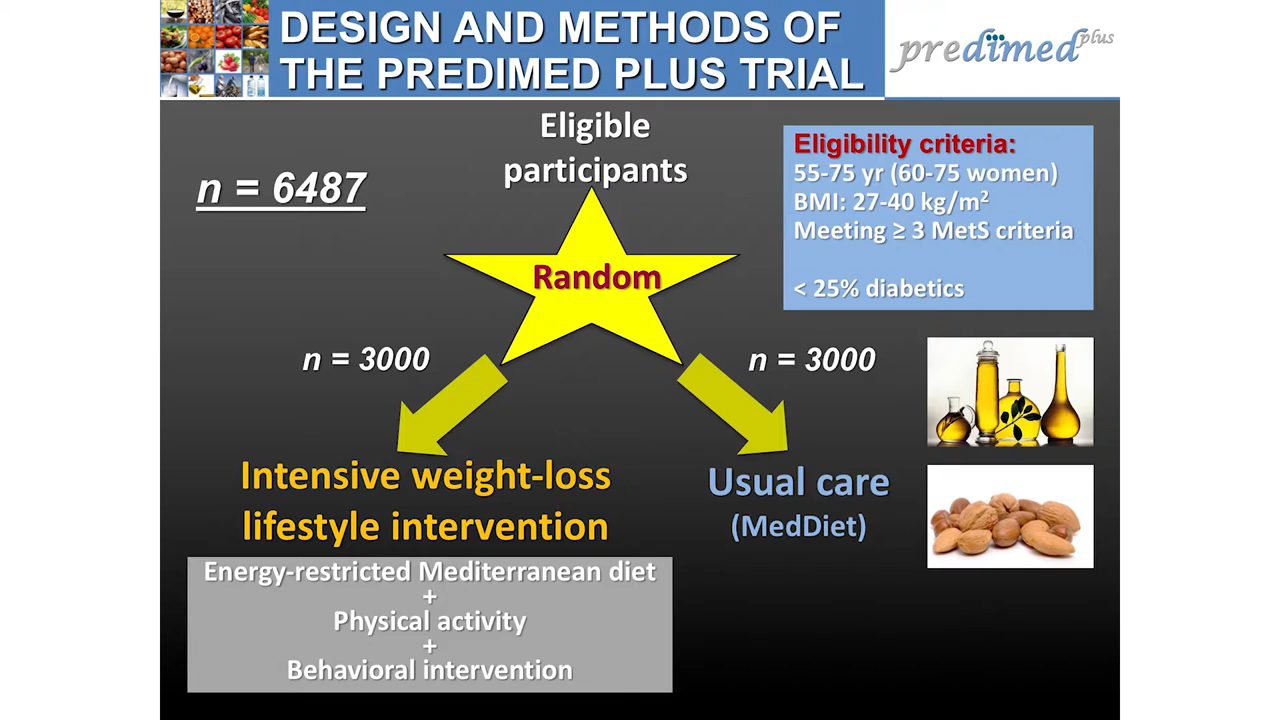 DESIGN AND METHODS OF
THE PREDIMED PLUS TRIAL
predimed plus
Eligible
participants
n = 6487
Eligibility criteria:
55-75 yr (60-75 women)
BMI: 27-40 kg/m²
Meeting ≥ 3 MetS criteria
< 25% diabetics
Random
n = 3000
n = 3000
Intensive weight-loss
lifestyle intervention
Usual care
(MedDiet)
Energy-restricted Mediterranean diet
+
Physical activity
+
Behavioral intervention